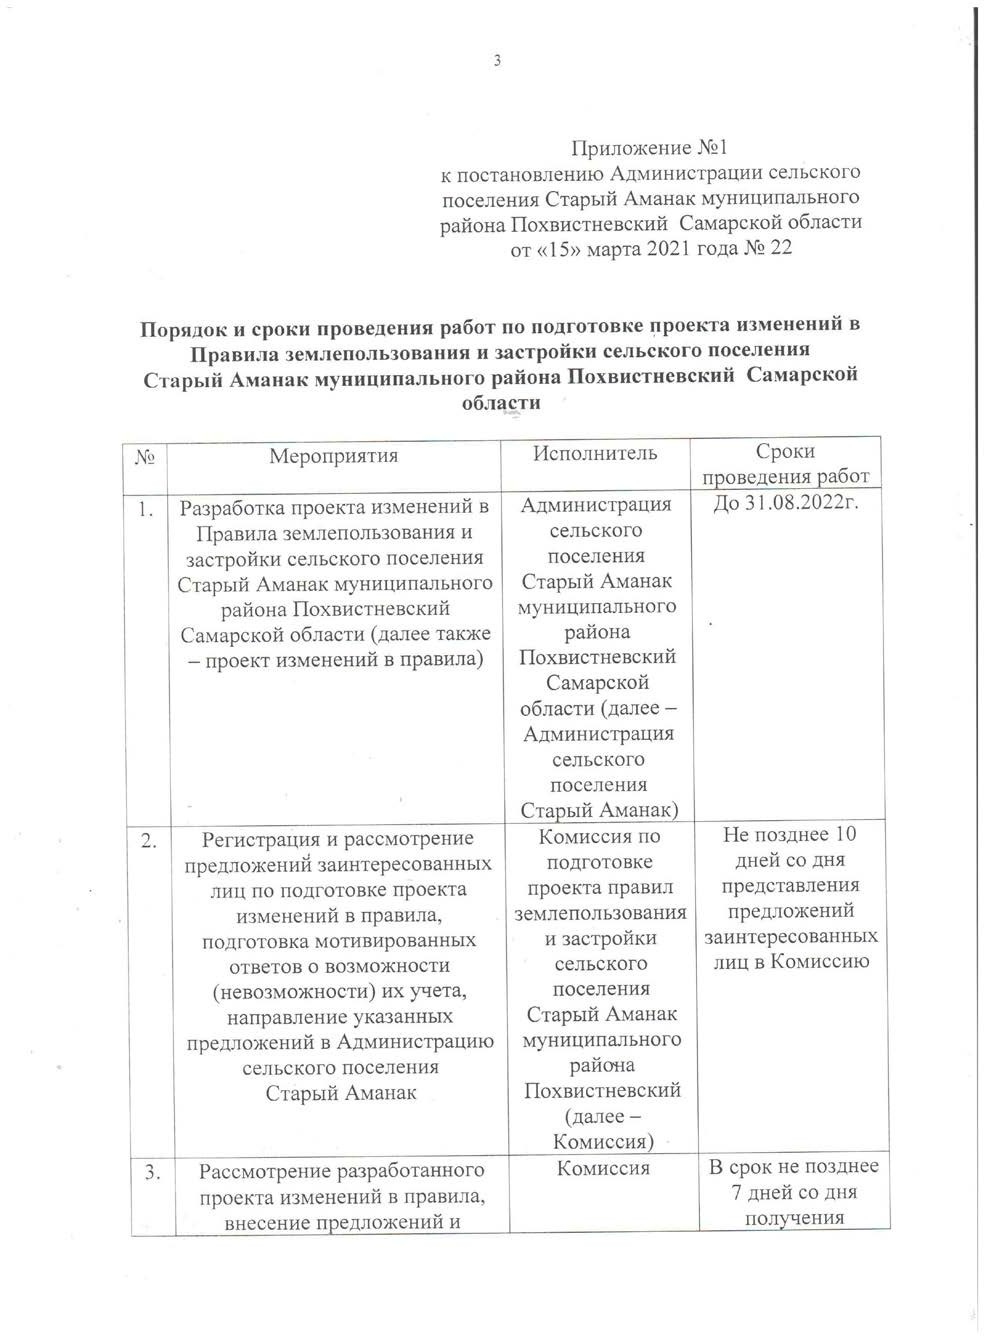 3
Приложение №1
к постановлению Администрации сельского
поселения Старый Аманак муниципального
района Похвистневский Самарской области
от «15» марта 2021 года № 22
Порядок и сроки проведения работ по подготовке проекта изменений в
Правила землепользования и застройки сельского поселения
Старый Аманак муниципального района Похвистневский Самарской
области
№
Мероприятия
Исполнитель
Сроки
проведения работ
1.
Разработка проекта изменений в
Правила землепользования и
застройки сельского поселения
Старый Аманак муниципального
района Похвистневский
Самарской области (далее также
– проект изменений в правила)
Администрация
сельского
поселения
Старый Аманак
муниципального
района
Похвистневский
Самарской
области (далее –
Администрация
сельского
поселения
Старый Аманак)
До 31.08.2022г.
2.
Регистрация и рассмотрение
предложений заинтересованных
лиц по подготовке проекта
изменений в правила,
подготовка мотивированных
ответов о возможности
(невозможности) их учета,
направление указанных
предложений в Администрацию
сельского поселения
Старый Аманак
Комиссия по
подготовке
проекта правил
землепользования
и застройки
сельского
поселения
Старый Аманак
муниципального
района
Похвистневский
(далее –
Комиссия)
Не позднее 10
дней со дня
представления
предложений
заинтересованных
лиц в Комиссию
3.
Рассмотрение разработанного
проекта изменений в правила,
внесение предложений и
Комиссия
В срок не позднее
7 дней со дня
получения